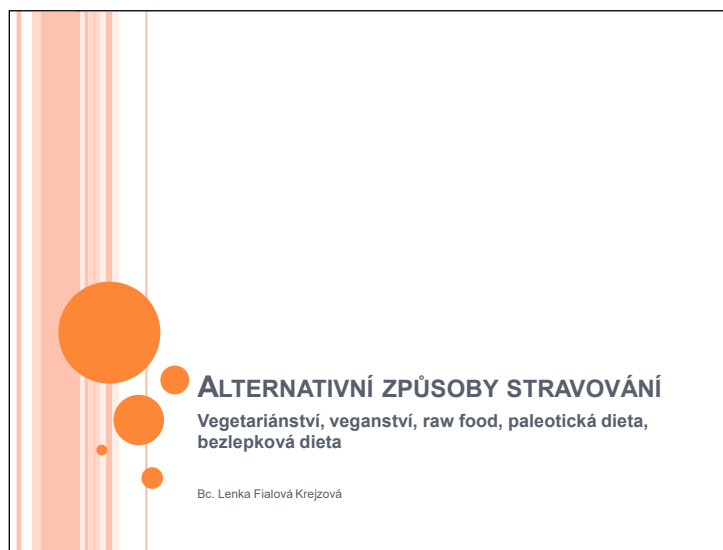 ALTERNATIVNÍ ZPŮSOBY STRAVOVÁNÍ
Vegetariánství, veganství, raw food, paleotická dieta,
bezlepková dieta
Bc. Lenka Fialová Krejzová